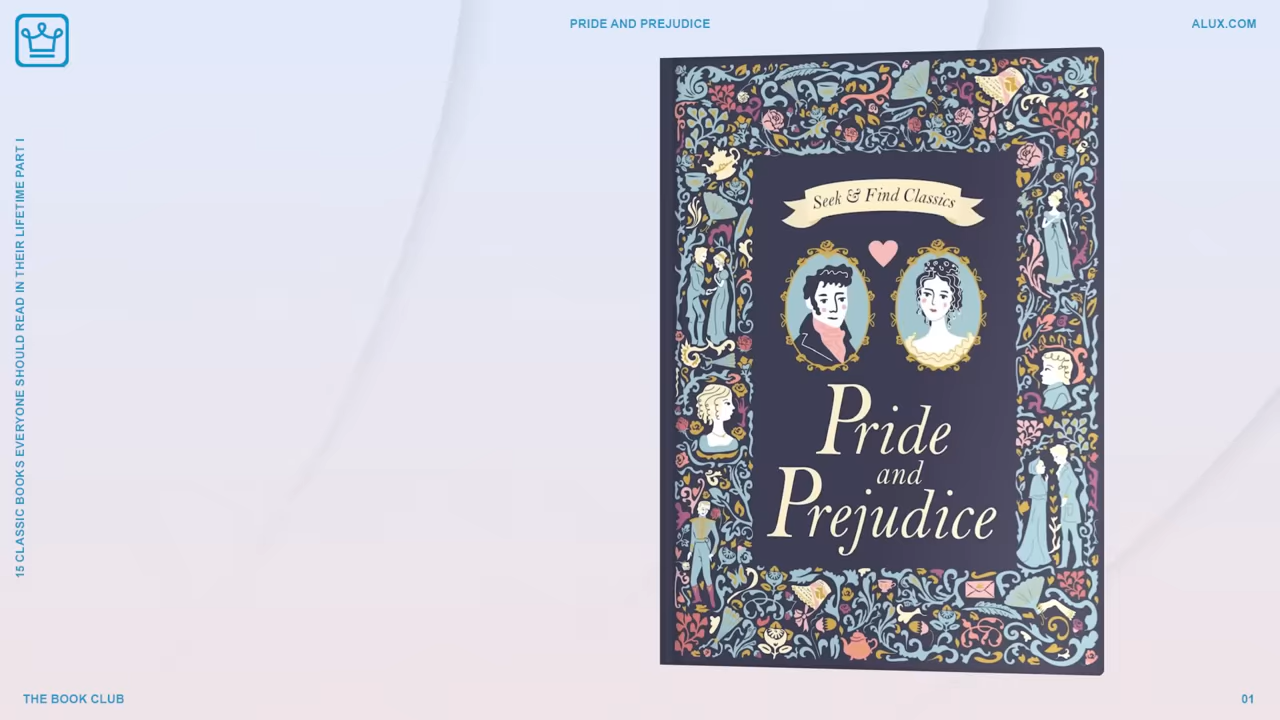 PRIDE AND PREJUDICE
ALUX.COM
15 CLASSIC BOOKS EVERYONE SHOULD READ IN THEIR LIFETIME PART I
Seek & Find Classics
Pride
and
Prejudice
THE BOOK CLUB
01